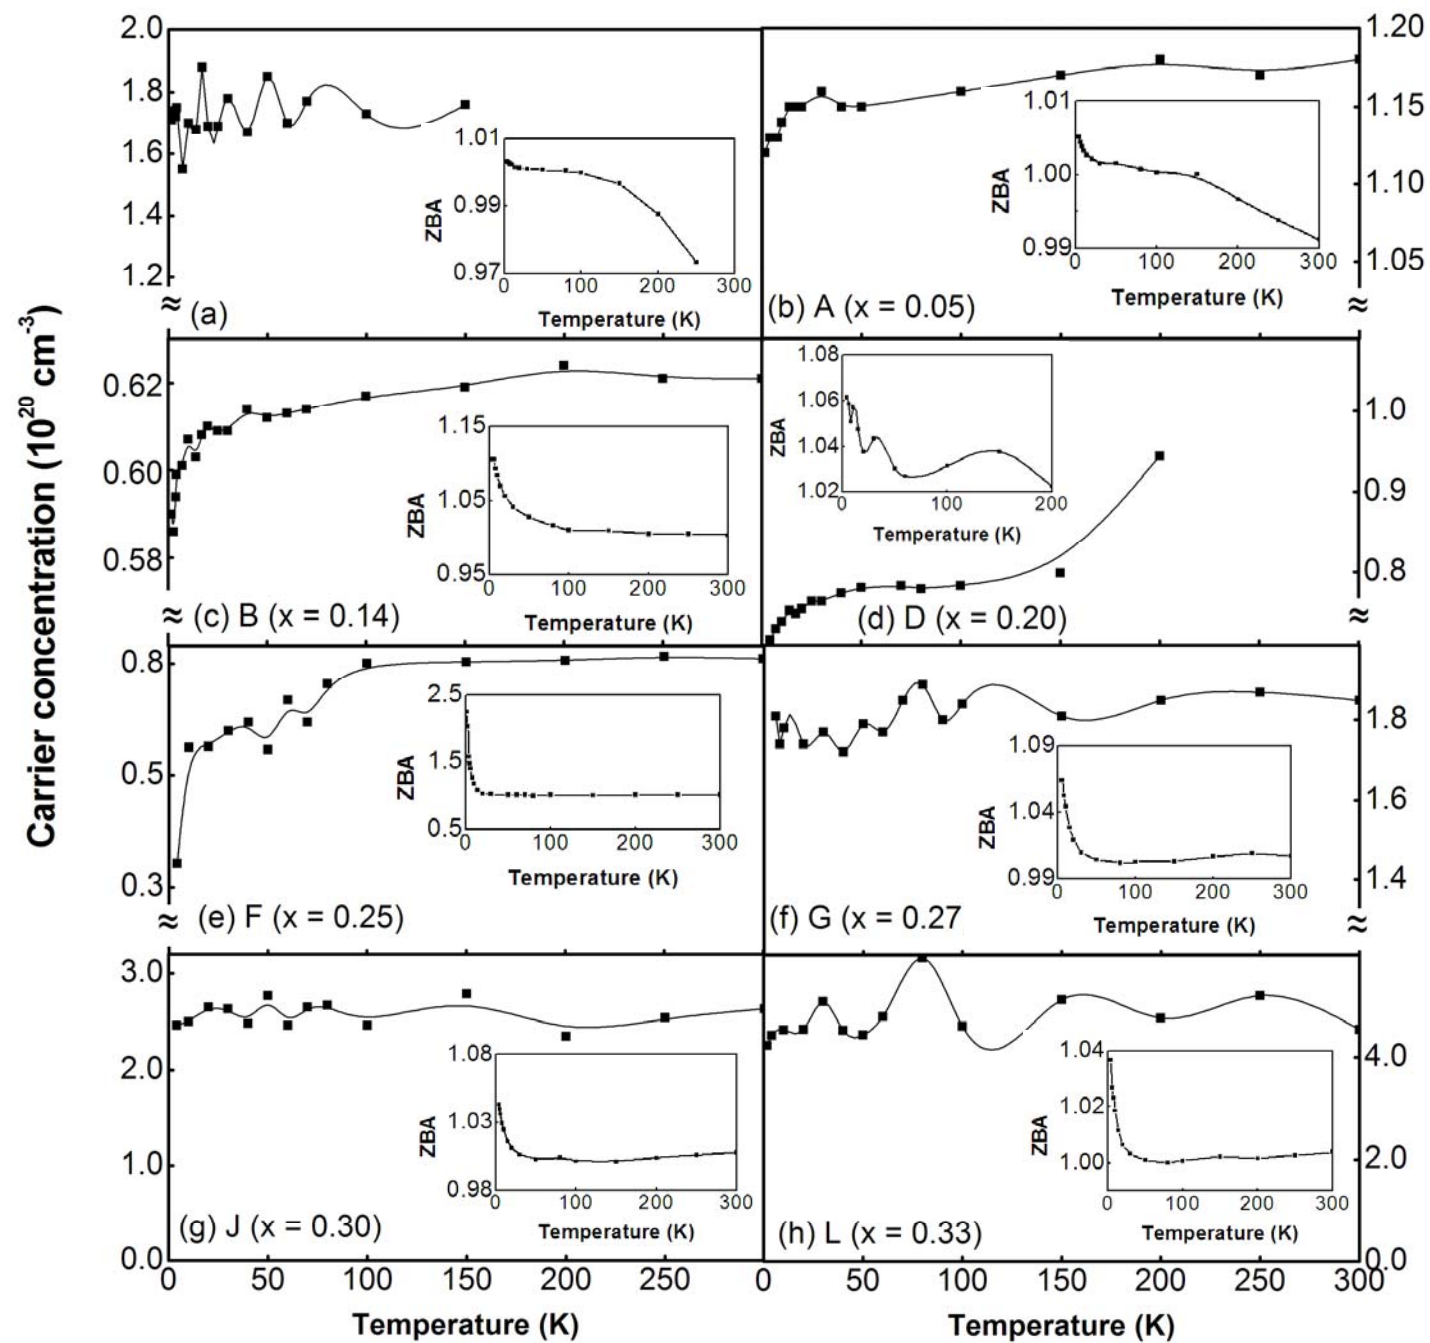 Carrier concentration (10²⁰ cm⁻³)
2.0
1.8
1.6
1.4
1.2
≈
(a)
1.01
0.99
0.97
ZBA
0 100 200 300
Temperature (K)
1.20
1.15
1.10
1.05
≈
(b) A (x = 0.05)
1.01
1.00
0.99
ZBA
0 100 200 300
Temperature (K)
0.62
0.60
0.58
≈
(c) B (x = 0.14)
1.15
1.05
0.95
ZBA
0 100 200 300
Temperature (K)
1.0
0.9
0.8
≈
(d) D (x = 0.20)
1.08
1.06
1.04
1.02
ZBA
0 100 200
Temperature (K)
0.8
0.5
0.3
≈
(e) F (x = 0.25)
2.5
1.5
0.5
ZBA
0 100 200 300
Temperature (K)
1.8
1.6
1.4
≈
(f) G (x = 0.27
1.09
1.04
0.99
ZBA
0 100 200 300
Temperature (K)
3.0
2.0
1.0
0.0
(g) J (x = 0.30)
1.08
1.03
0.98
ZBA
0 100 200 300
Temperature (K)
4.0
2.0
0.0
(h) L (x = 0.33)
1.04
1.02
1.00
ZBA
0 100 200 300
Temperature (K)
0 50 100 150 200 250
0 50 100 150 200 250 300
Temperature (K)
Temperature (K)